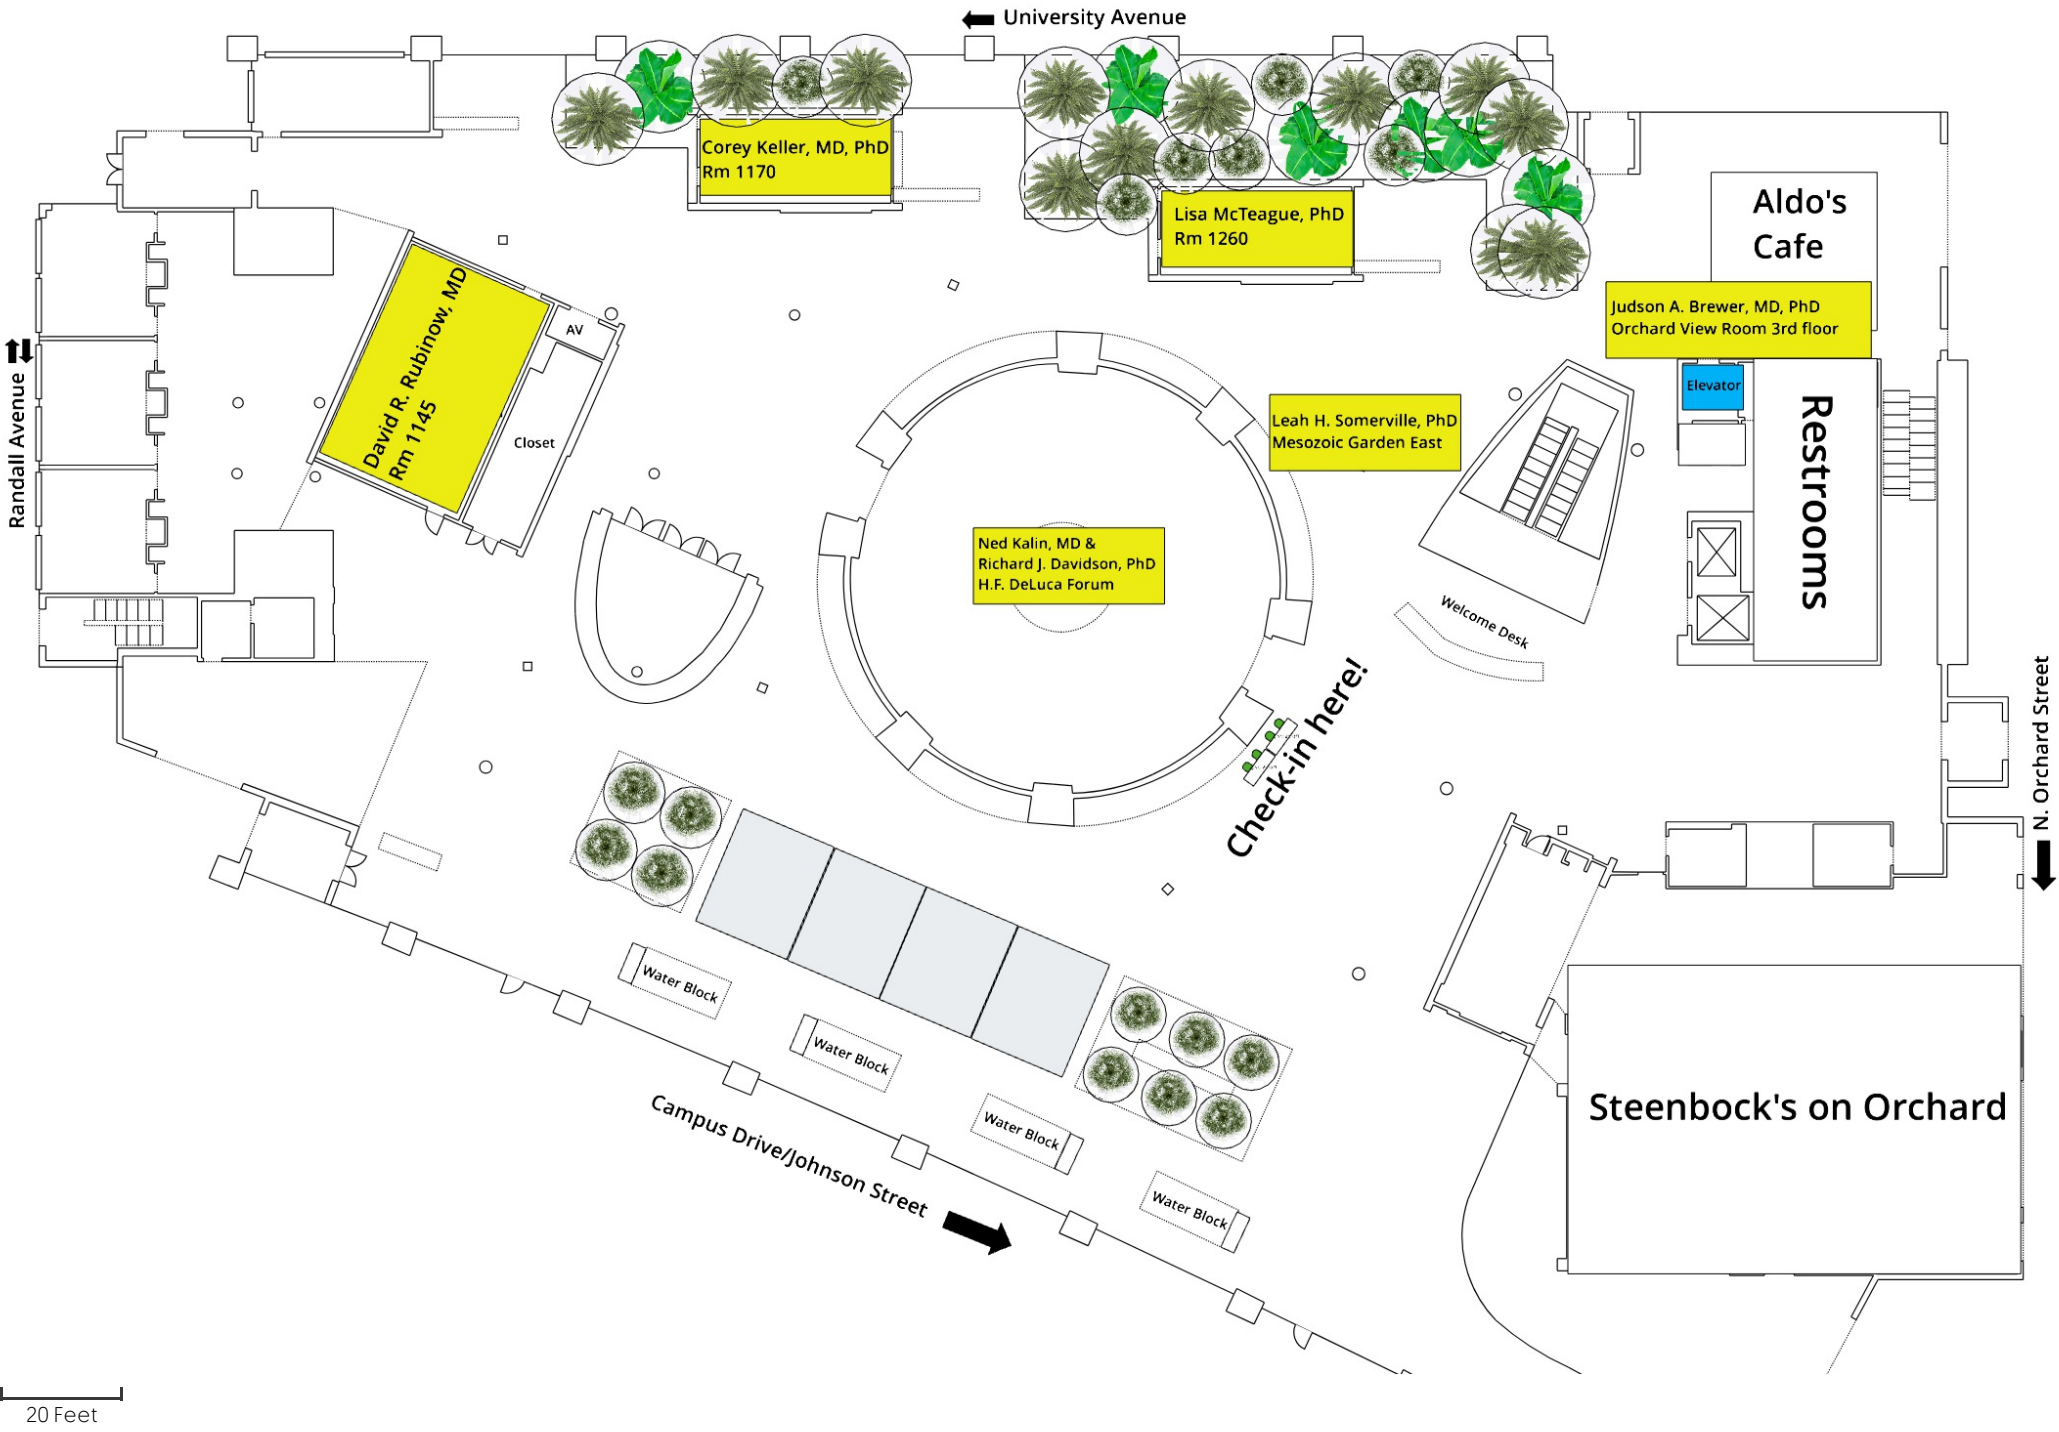 University Avenue
Corey Keller, MD, PhD
Rm 1170
Lisa McTeague, PhD
Rm 1260
Aldo's
Cafe
Judson A. Brewer, MD, PhD
Orchard View Room 3rd floor
David R. Rubinow, MD
Rm 1145
AV
Closet
Randall Avenue
Elevator
Restrooms
Leah H. Somerville, PhD
Mesozoic Garden East
Ned Kalin, MD &
Richard J. Davidson, PhD
H.F. DeLuca Forum
Welcome Desk
Check-in here!
N. Orchard Street
Water Block
Water Block
Water Block
Water Block
Campus Drive/Johnson Street
Steenbock's on Orchard
20 Feet